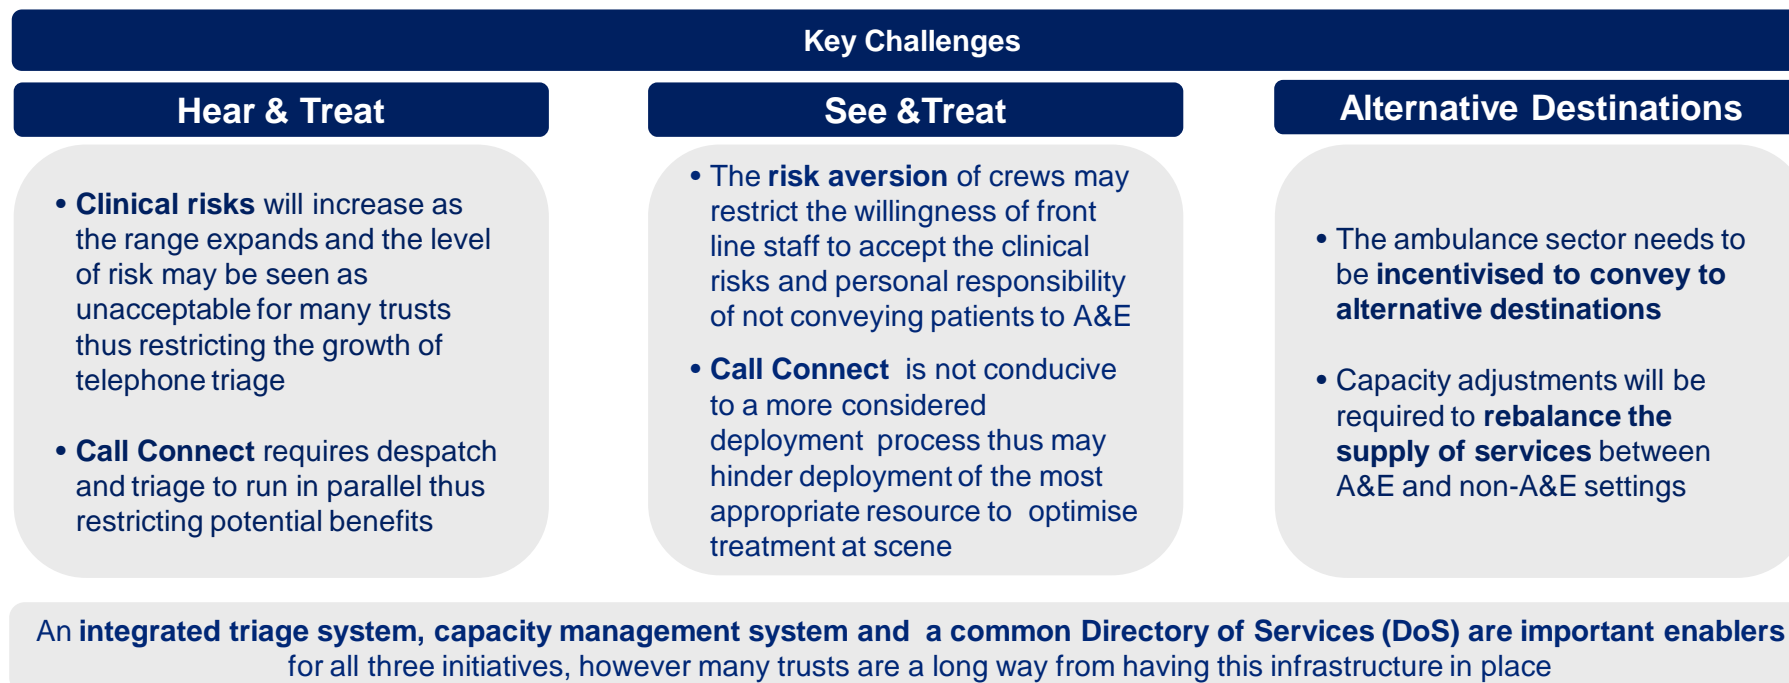 Key Challenges
Hear & Treat
• Clinical risks will increase as
the range expands and the level
of risk may be seen as
unacceptable for many trusts
thus restricting the growth of
telephone triage
• Call Connect requires despatch
and triage to run in parallel thus
restricting potential benefits
See &Treat
• The risk aversion of crews may
restrict the willingness of front
line staff to accept the clinical
risks and personal responsibility
of not conveying patients to A&E
• Call Connect is not conducive
to a more considered
deployment process thus may
hinder deployment of the most
appropriate resource to optimise
treatment at scene
Alternative Destinations
• The ambulance sector needs to
be incentivised to convey to
alternative destinations
• Capacity adjustments will be
required to rebalance the
supply of services between
A&E and non-A&E settings
An integrated triage system, capacity management system and a common Directory of Services (DoS) are important enablers
for all three initiatives, however many trusts are a long way from having this infrastructure in place